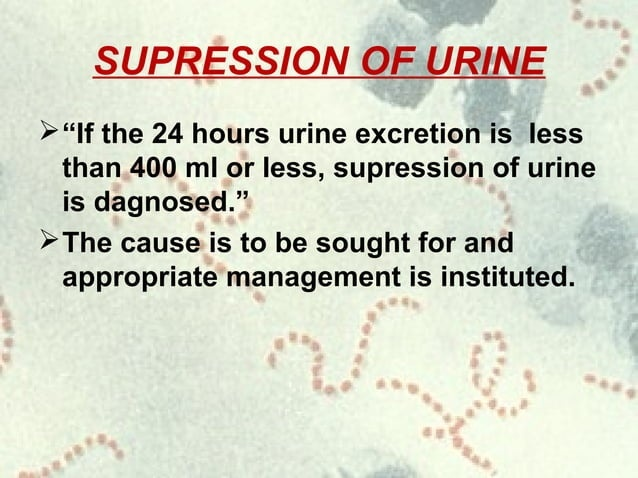 SUPRESSION OF URINE
➢“If the 24 hours urine excretion is  less
than 400 ml or less, supression of urine
is dagnosed.”
➢The cause is to be sought for and
appropriate management is instituted.